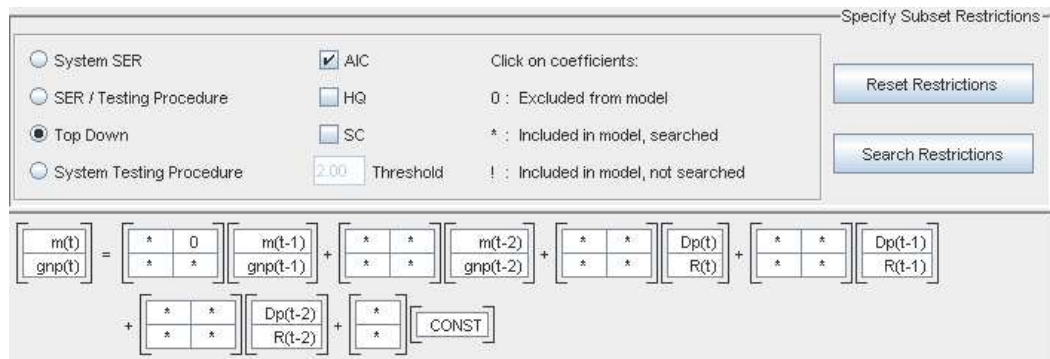 Specify Subset Restrictions
System SER AIC Click on coefficients:
SER / Testing Procedure HQ 0 : Excluded from model
Top Down SC * : Included in model, searched
System Testing Procedure 2.00 Threshold ! : Included in model, not searched
Reset Restrictions
Search Restrictions
m(t) = * 0 m(t-1) + * * m(t-2) + * * Dp(t) + * * Dp(t-1)
gnp(t) * * gnp(t-1) * * gnp(t-2) * * R(t) * * R(t-1)
+ * * Dp(t-2) + * CONST
* * R(t-2) *